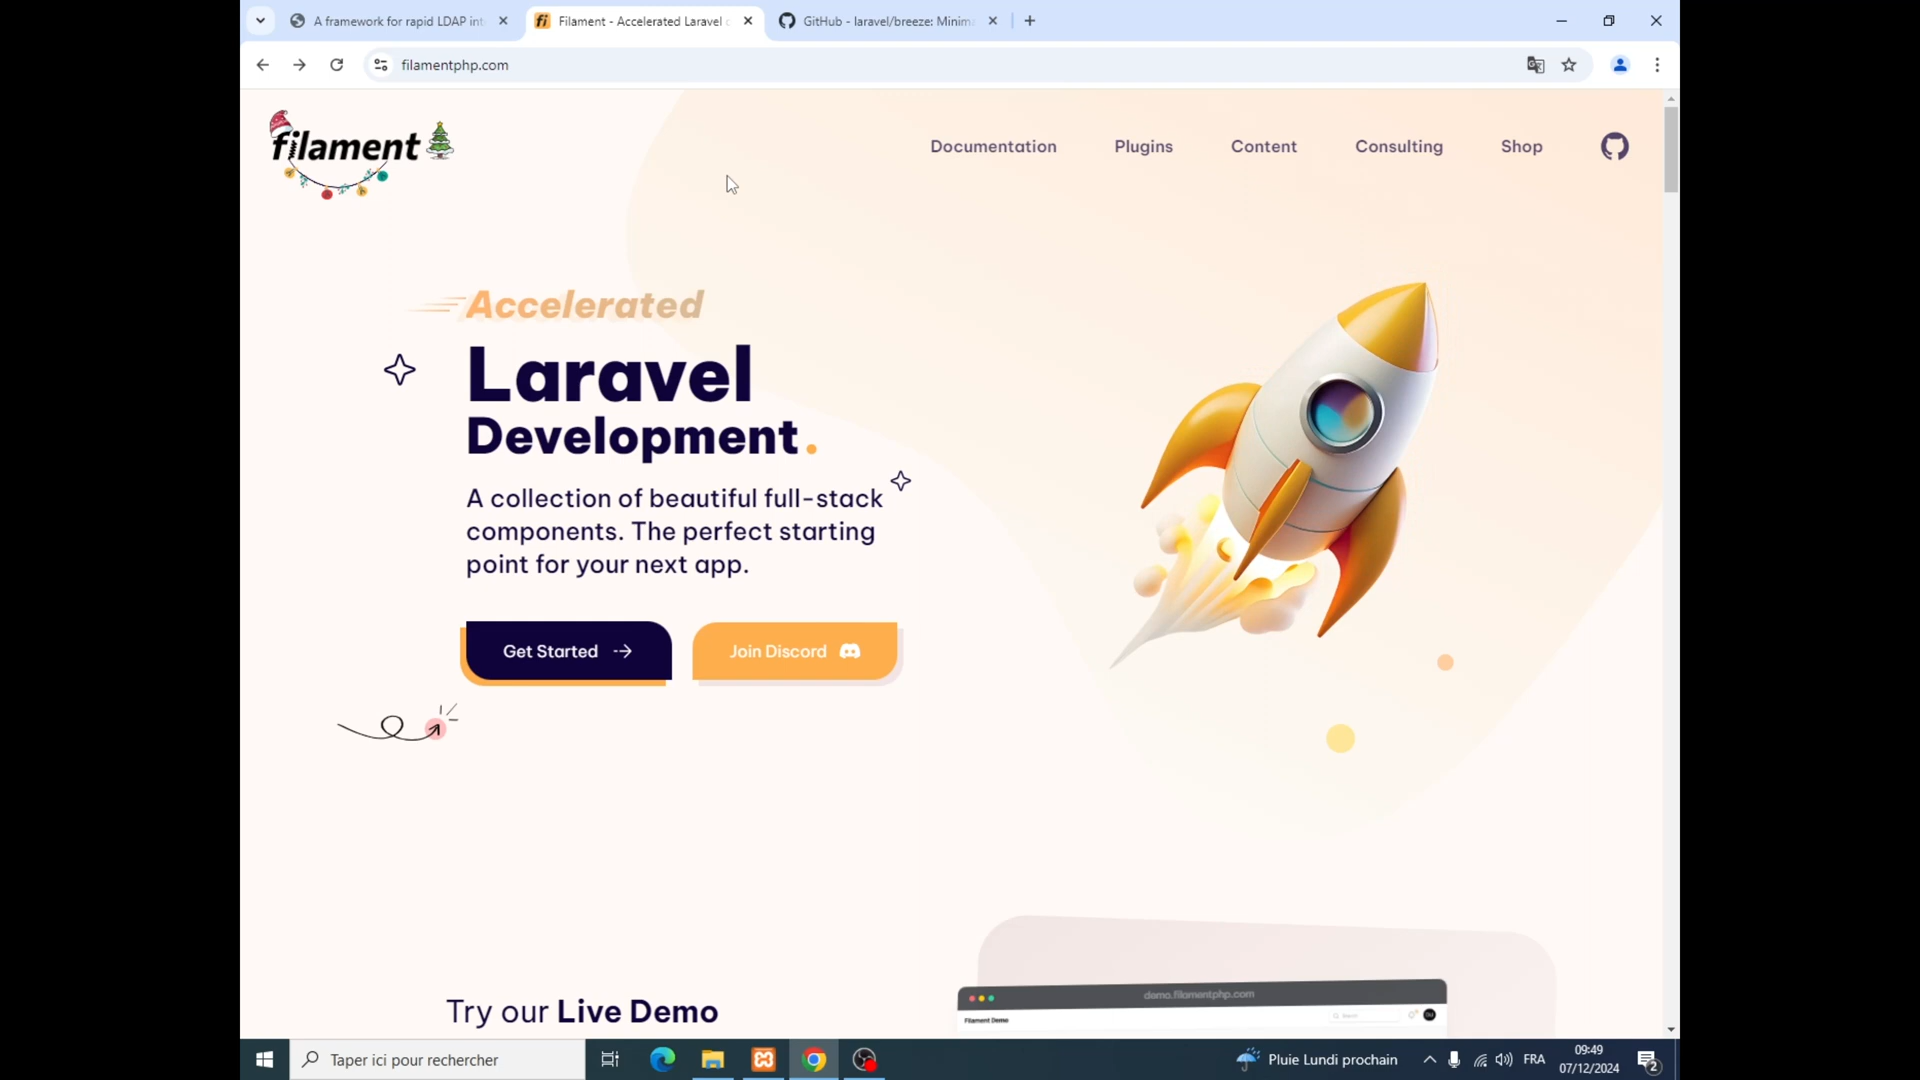 A framework for rapid LDAP int
Filament - Accelerated Laravel
GitHub - laravel/breeze: Minim
filamentphp.com
filament
Documentation
Plugins
Content
Consulting
Shop
Accelerated
Laravel
Development.
A collection of beautiful full-stack
components. The perfect starting
point for your next app.
Get Started
Join Discord
Try our Live Demo
demo.filamentphp.com
Filament Demo
Search
Taper ici pour rechercher
Pluie Lundi prochain
FRA
09:49
07/12/2024
2